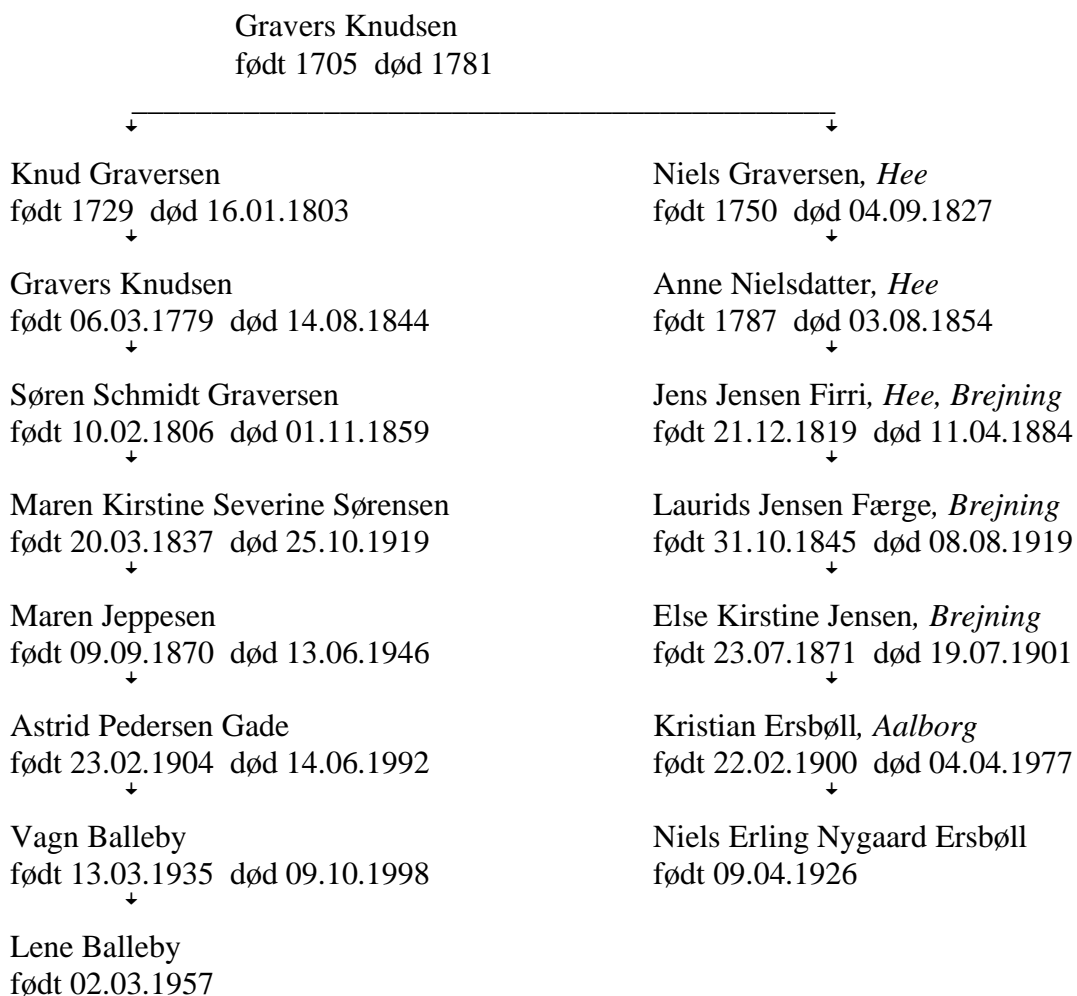 Gravers Knudsen
født 1705 død 1781
Knud Graversen
født 1729 død 16.01.1803
Gravers Knudsen
født 06.03.1779 død 14.08.1844
Søren Schmidt Graversen
født 10.02.1806 død 01.11.1859
Maren Kirstine Severine Sørensen
født 20.03.1837 død 25.10.1919
Maren Jeppesen
født 09.09.1870 død 13.06.1946
Astrid Pedersen Gade
født 23.02.1904 død 14.06.1992
Vagn Balleby
født 13.03.1935 død 09.10.1998
Lene Balleby
født 02.03.1957
Niels Graversen, Hee
født 1750 død 04.09.1827
Anne Nielsdatter, Hee
født 1787 død 03.08.1854
Jens Jensen Firri, Hee, Brejning
født 21.12.1819 død 11.04.1884
Laurids Jensen Færge, Brejning
født 31.10.1845 død 08.08.1919
Else Kirstine Jensen, Brejning
født 23.07.1871 død 19.07.1901
Kristian Ersbøll, Aalborg
født 22.02.1900 død 04.04.1977
Niels Erling Nygaard Ersbøll
født 09.04.1926